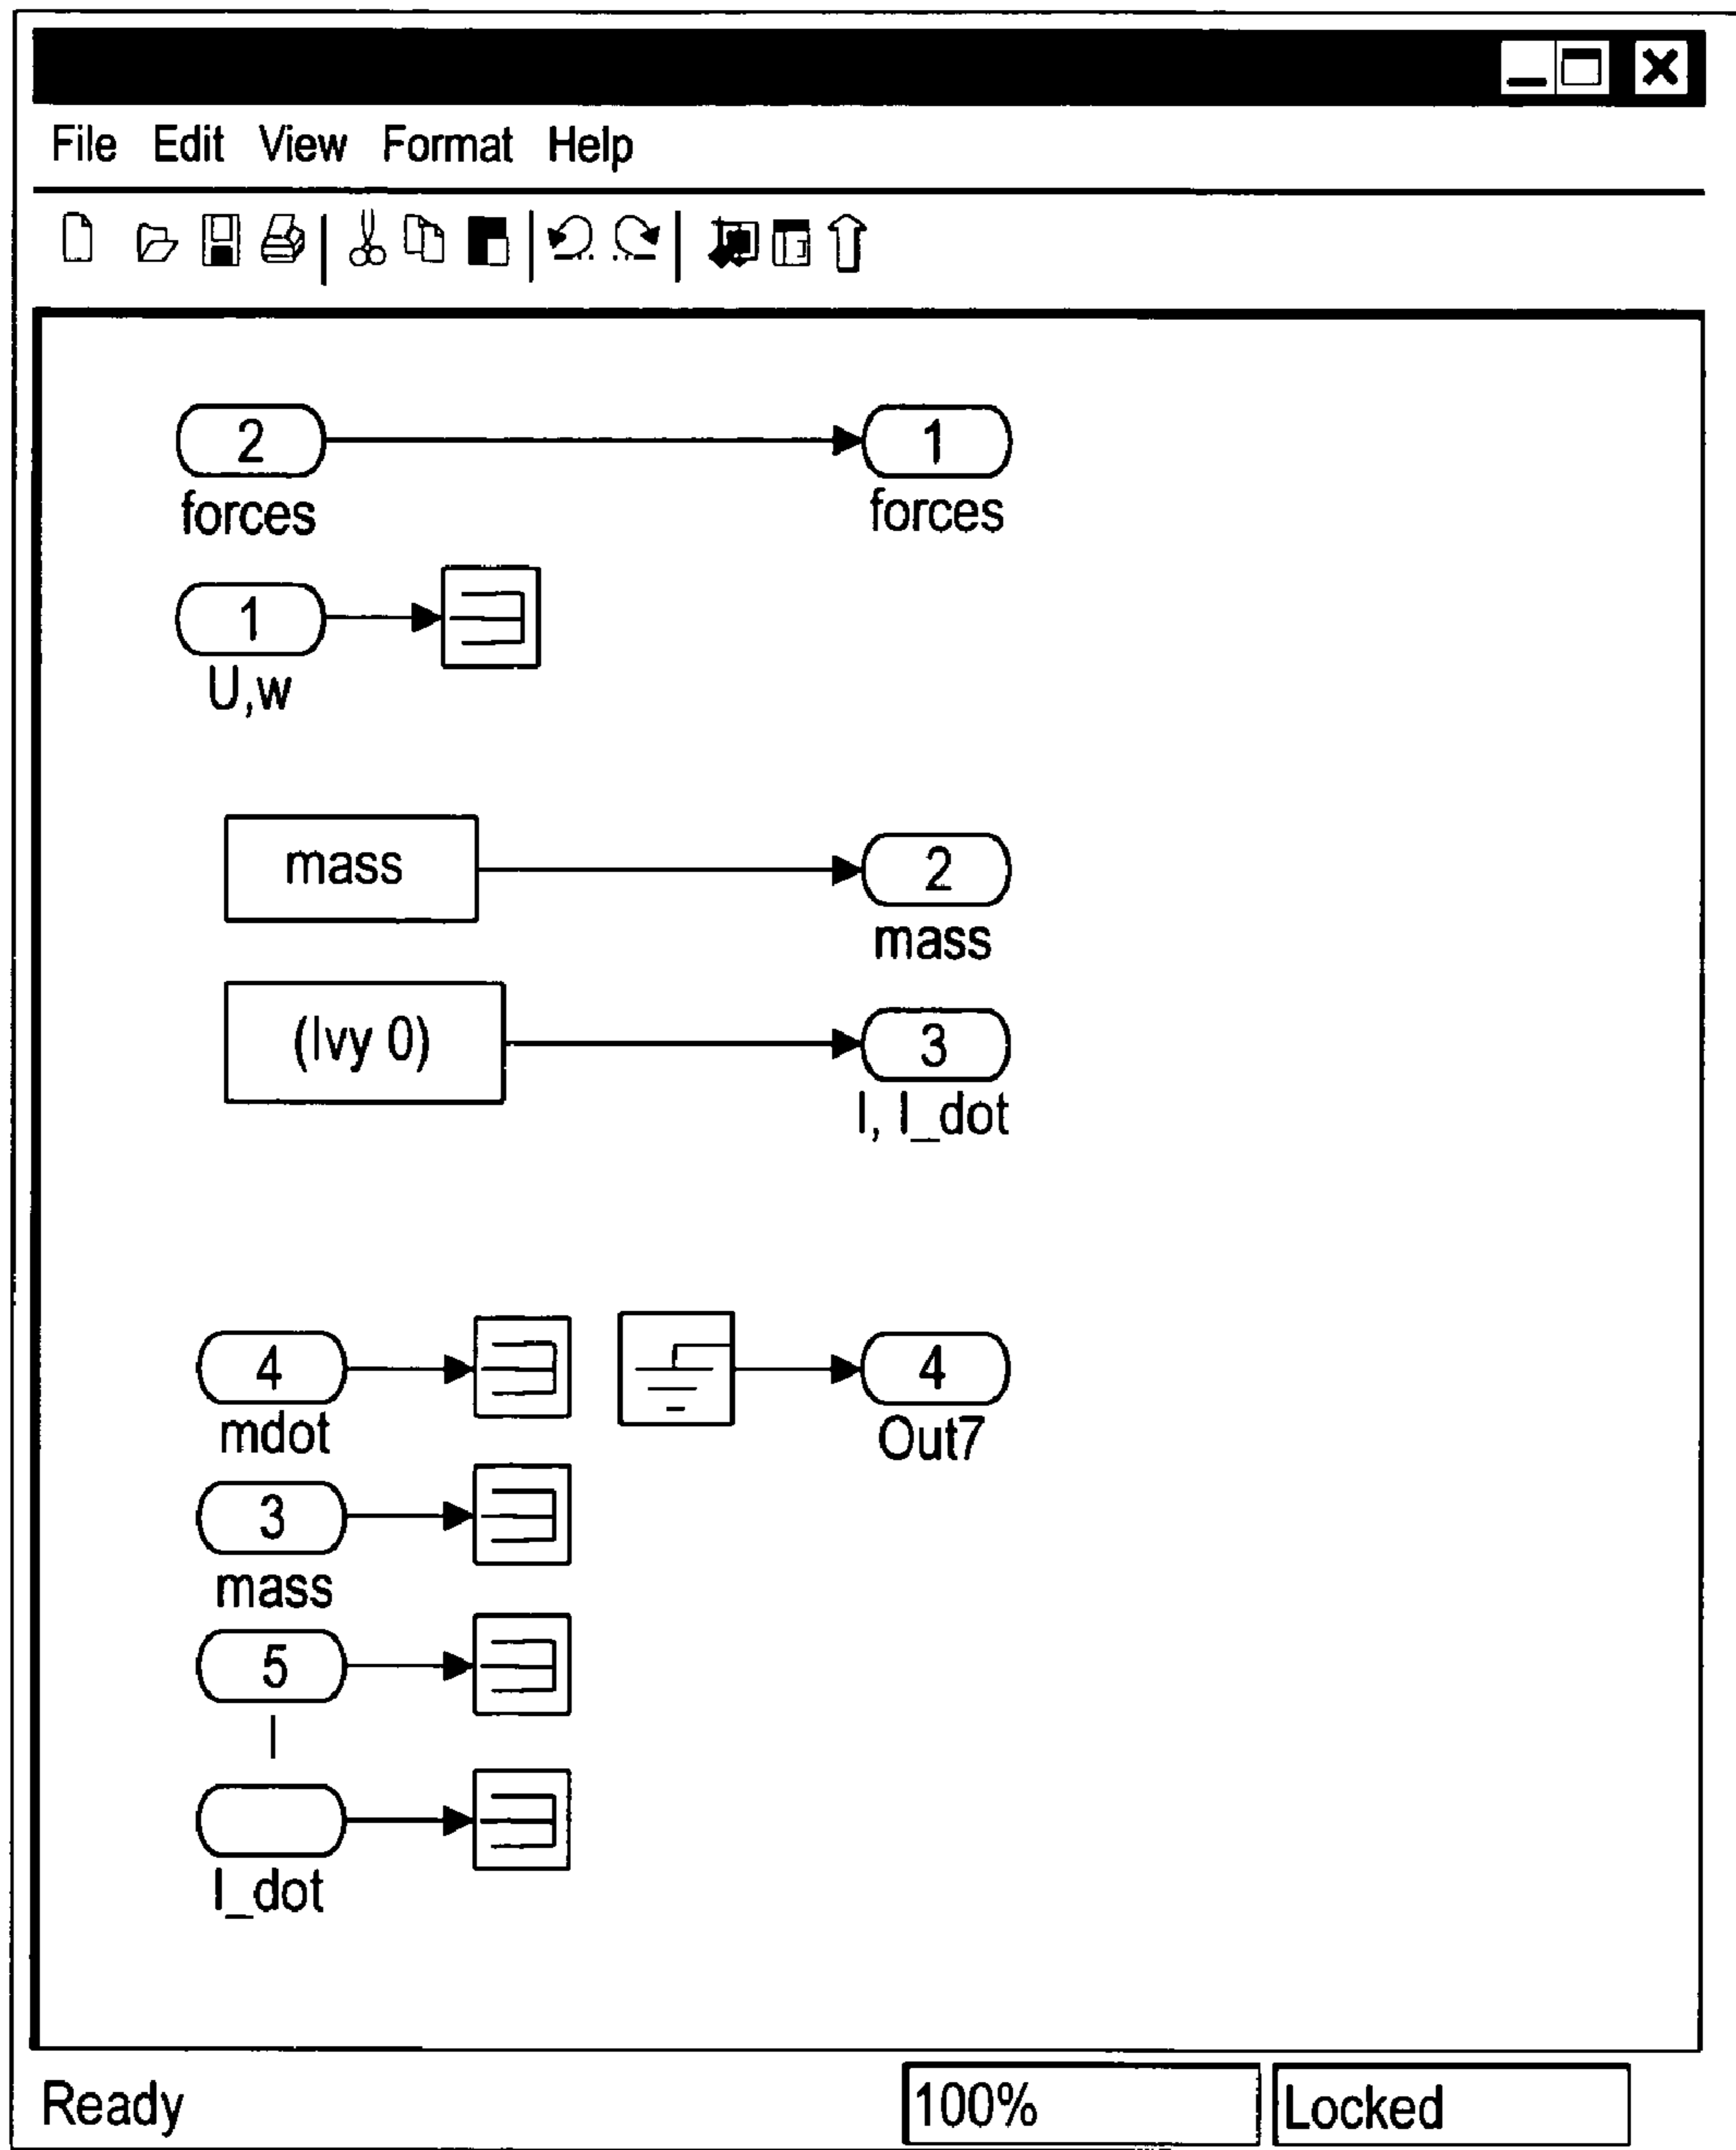 File Edit View Format Help
2 1
forces forces
1
U,w
mass 2
mass
(Ivy 0) 3
I, I_dot
4 4
mdot Out7
3
mass
5
I
I_dot
Ready 100% Locked